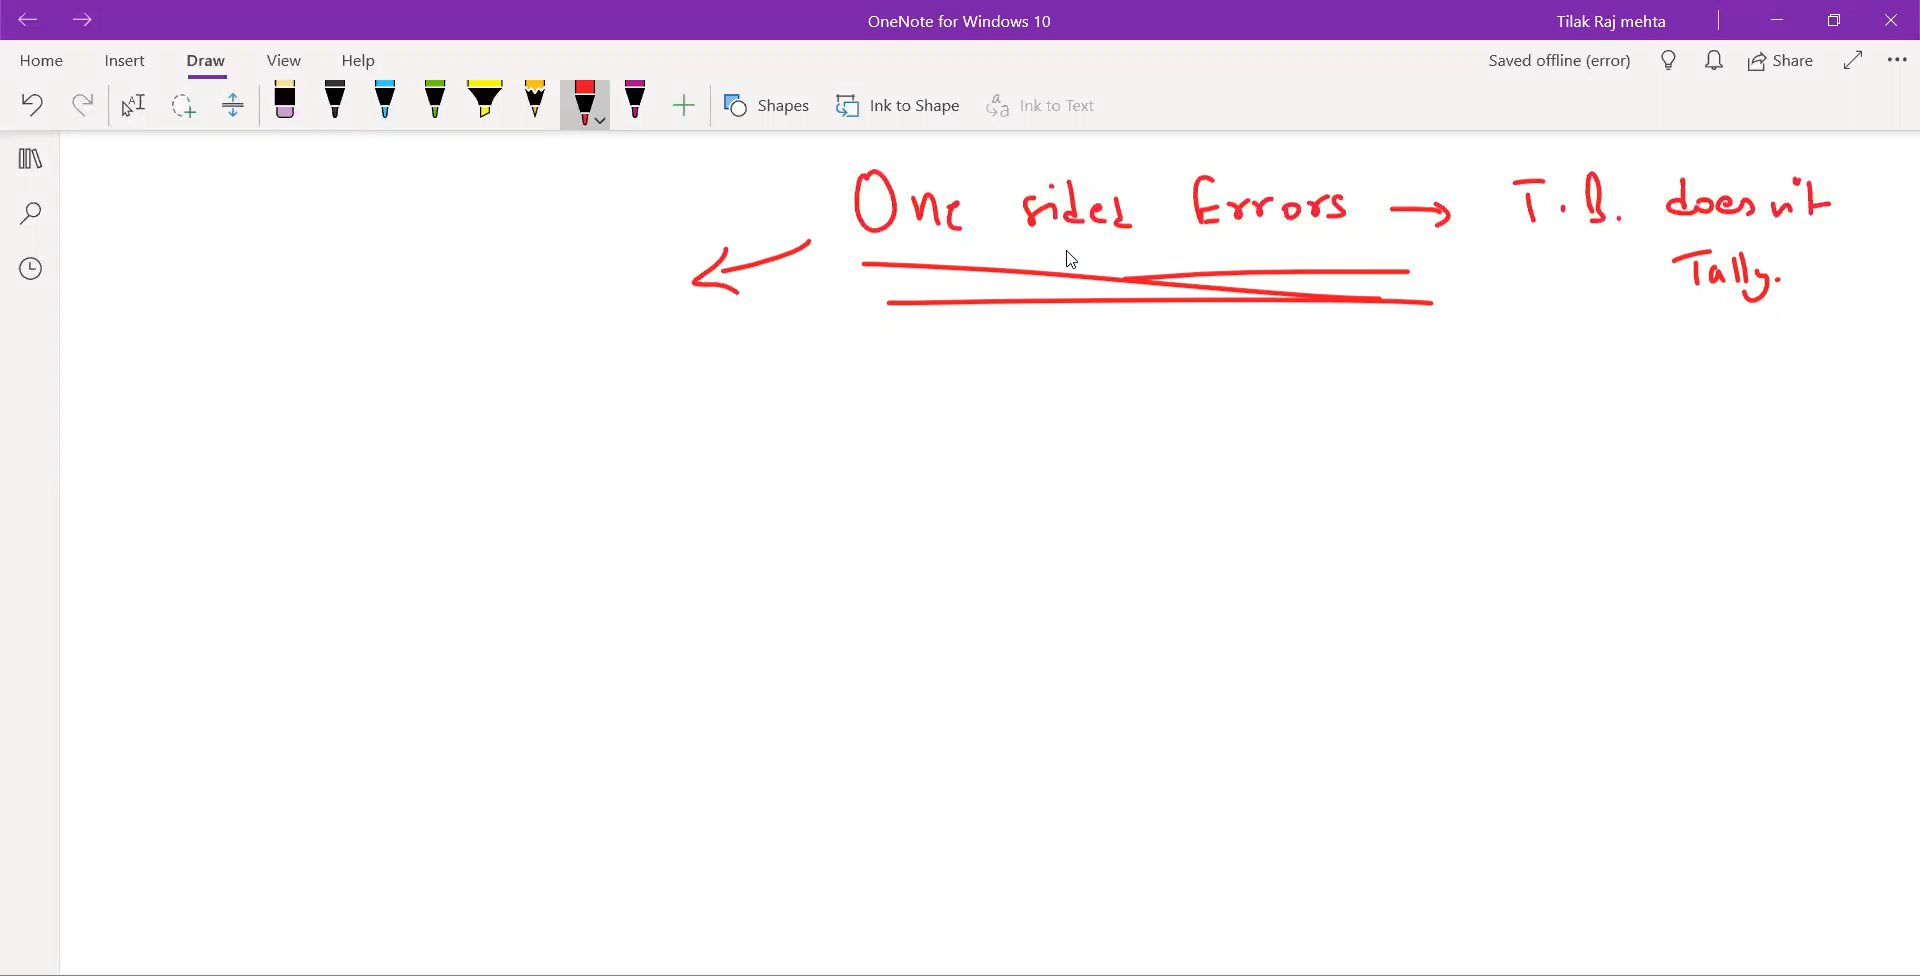 OneNote for Windows 10
Tilak Raj mehta
Home Insert Draw View Help
Saved offline (error)
Share
Shapes
Ink to Shape
Ink to Text
One sided Errors → T.B. doesn't
Tally.